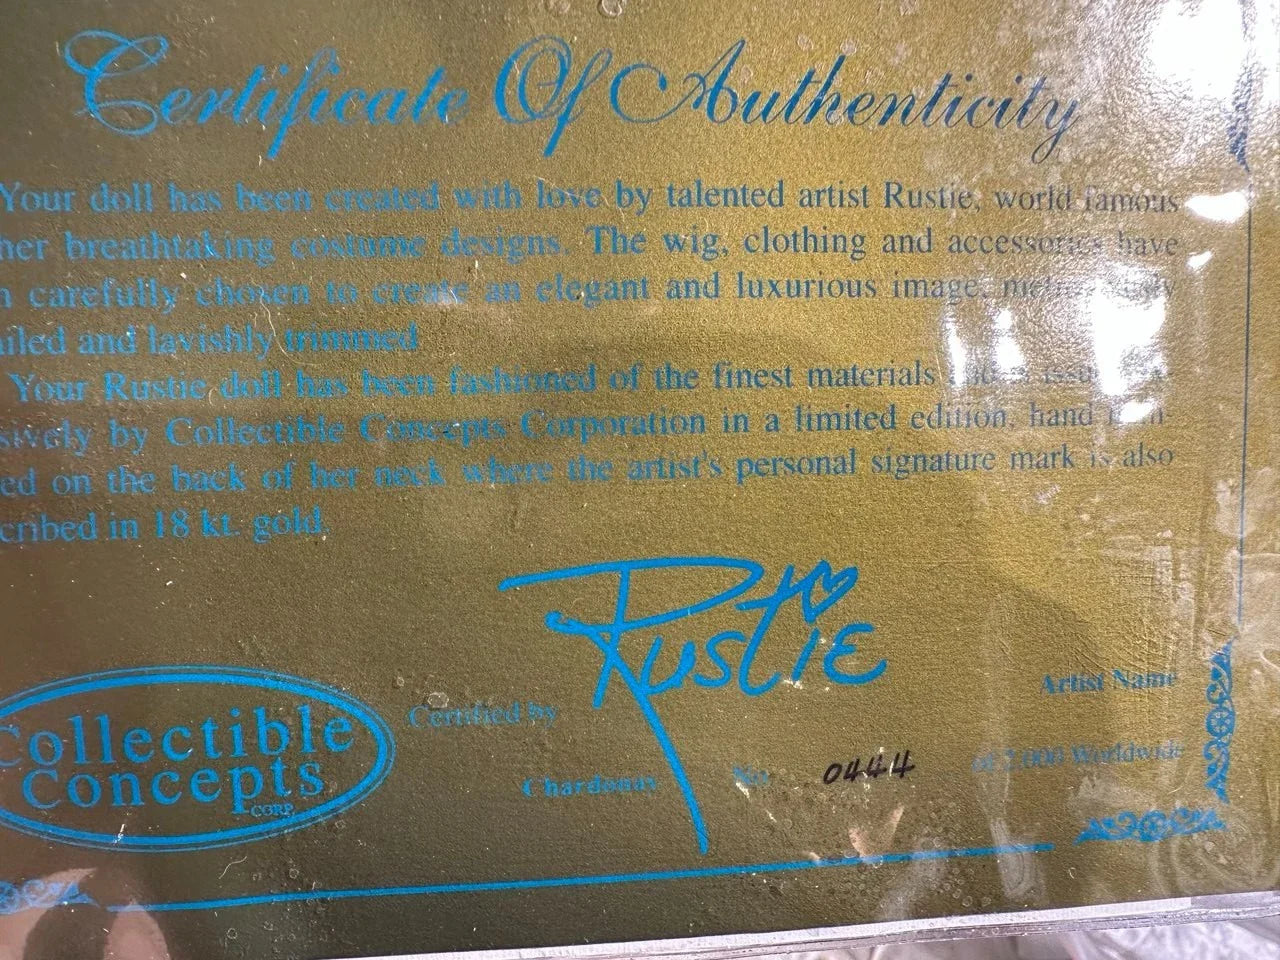 Certificate Of Authenticity
Your doll has been created with love by talented artist Rustie, world famous
her breathtaking costume designs. The wig, clothing and accessories have
carefully chosen to create an elegant and luxurious image,
and lavishly trimmed
Your Rustie doll has been fashioned of the finest materials
by Collectible Concepts Corporation in a limited edition, hand
on the back of her neck where the artist's personal signature mark is also
in 18 kt. gold.
Rustie
Artist Name
Certified by
Collectible
Concepts
CORP.
Chardonay No. 0444 of 2,000 Worldwide